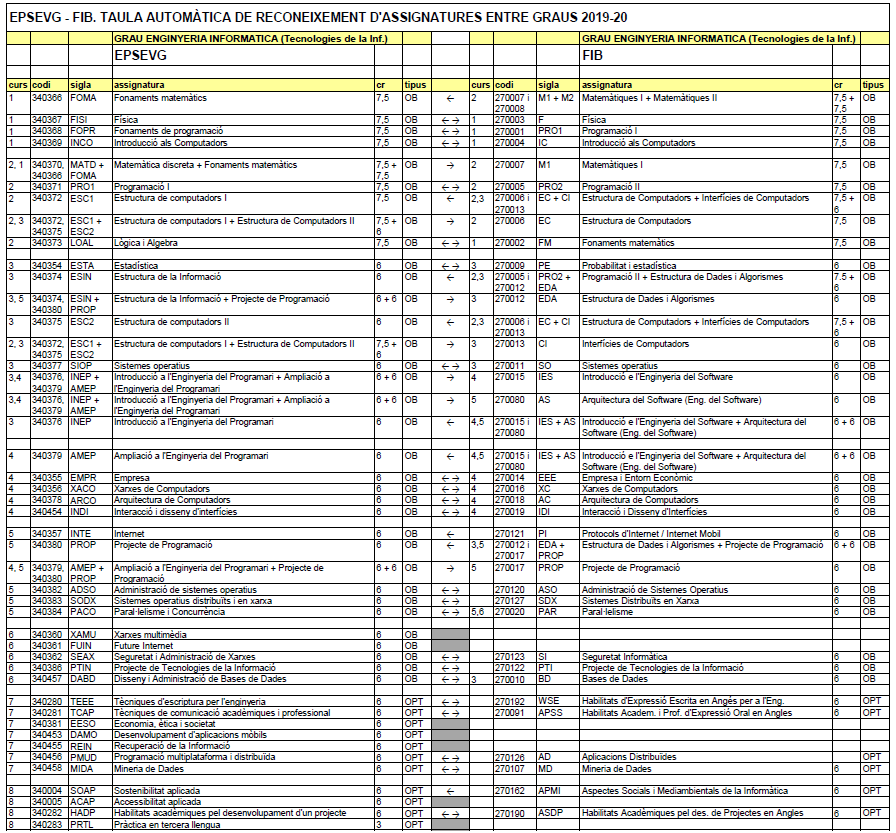 EPSEVG - FIB. TAULA AUTOMÀTICA DE RECONEIXEMENT D'ASSIGNATURES ENTRE GRAUS 2019-20
GRAU ENGINYERIA INFORMATICA (Tecnologies de la Inf.) GRAU ENGINYERIA INFORMATICA (Tecnologies de la Inf.)
EPSEVG FIB
curs codi sigla assignatura cr tipus curs codi sigla assignatura cr tipus
1 340366 FOMA Fonaments matemàtics 7,5 OB ← 2 270007 i M1 + M2 Matemàtiques I + Matemàtiques II 7,5 + OB
270008 7,5
1 340367 FISI Física 7,5 OB ←→ 1 270003 F Física 7,5 OB
1 340368 FOPR Fonaments de programació 7,5 OB ←→ 1 270001 PRO1 Programació I 7,5 OB
1 340369 INCO Introducció als Computadors 7,5 OB ←→ 1 270004 IC Introducció als Computadors 7,5 OB
2, 1 340370, MATD + Matemàtica discreta + Fonaments matemàtics 7,5 + OB → 2 270007 M1 Matemàtiques I 7,5 OB
340366 FOMA 7,5
2 340371 PRO1 Programació I 7,5 OB ←→ 2 270005 PRO2 Programació II 7,5 OB
2 340372 ESC1 Estructura de computadors I 7,5 OB ← 2,3 270006 i EC + CI Estructura de Computadors + Interfícies de Computadors 7,5 + OB
270013 6
2, 3 340372, ESC1 + Estructura de computadors I + Estructura de Computadors II 7,5 + OB → 2 270006 EC Estructura de Computadors 7,5 OB
340375 ESC2 6
2 340373 LOAL Lògica i Algebra 7,5 OB ←→ 1 270002 FM Fonaments matemàtics 7,5 OB
3 340354 ESTA Estadística 6 OB ←→ 3 270009 PE Probabilitat i estadística 6 OB
3 340374 ESIN Estructura de la Informació 6 OB ← 2,3 270005 i PRO2 + Programació II + Estructura de Dades i Algorismes 7,5 + OB
270012 EDA 6
3, 5 340374, ESIN + Estructura de la Informació + Projecte de Programació 6 + 6 OB → 3 270012 EDA Estructura de Dades i Algorismes 6 OB
340380 PROP
3 340375 ESC2 Estructura de computadors II 6 OB ← 2,3 270006 i EC + CI Estructura de Computadors + Interfícies de Computadors 7,5 + OB
270013 6
2, 3 340372, ESC1 + Estructura de computadors I + Estructura de Computadors II 7,5 + OB → 3 270013 CI Interfícies de Computadors 6 OB
340375 ESC2 6
3 340377 SIOP Sistemes operatius 6 OB ←→ 3 270011 SO Sistemes operatius 6 OB
3,4 340376, INEP + Introducció a l'Enginyeria del Programari + Ampliació a 6 + 6 OB → 4 270015 IES Introducció e l'Enginyeria del Software 6 OB
340379 AMEP l'Enginyeria del Programari
3,4 340376, INEP + Introducció a l'Enginyeria del Programari + Ampliació a 6 + 6 OB → 5 270080 AS Arquitectura del Software (Eng. del Software) 6 OB
340379 AMEP l'Enginyeria del Programari
3 340376 INEP Introducció a l'Enginyeria del Programari 6 OB ← 4,5 270015 i IES + AS Introducció e l'Enginyeria del Software + Arquitectura del 6 + 6 OB
270080 Software (Eng. del Software)
4 340379 AMEP Ampliació a l'Enginyeria del Programari 6 OB ← 4,5 270015 i IES + AS Introducció e l'Enginyeria del Software + Arquitectura del 6 + 6 OB
270080 Software (Eng. del Software)
4 340355 EMPR Empresa 6 OB ←→ 4 270014 EEE Empresa i Entorn Econòmic 6 OB
4 340356 XACO Xarxes de Computadors 6 OB ←→ 4 270016 XC Xarxes de Computadors 6 OB
4 340378 ARCO Arquitectura de Computadors 6 OB ←→ 4 270018 AC Arquitectura de Computadors 6 OB
4 340454 INDI Interacció i disseny d'interfícies 6 OB ←→ 4 270019 IDI Interacció i Disseny d'Interfícies 6 OB
5 340357 INTE Internet 6 OB ← 270121 PI Protocols d'Internet / Internet Mobil 6 OB
5 340380 PROP Projecte de Programació 6 OB ← 3,5 270012 i EDA + Estructura de Dades i Algorismes + Projecte de Programació 6 + 6 OB
270017 PROP
4, 5 340379, AMEP + Ampliació a l'Enginyeria del Programari + Projecte de 6 + 6 OB → 5 270017 PROP Projecte de Programació 6 OB
340380 PROP Programació
5 340382 ADSO Administració de sistemes operatius 6 OB ←→ 270120 ASO Administració de Sistemes Operatius 6 OB
5 340383 SODX Sistemes operatius distribuïts i en xarxa 6 OB ←→ 270127 SDX Sistemes Distribuïts en Xarxa 6 OB
5 340384 PACO Paral·lelisme i Concurrència 6 OB ←→ 5,6 270020 PAR Paral·lelisme 6 OB
6 340360 XAMU Xarxes multimèdia 6 OB
6 340361 FUIN Future Internet 6 OB
6 340362 SEAX Seguretat i Administració de Xarxes 6 OB ←→ 270123 SI Seguretat Informàtica 6 OB
6 340386 PTIN Projecte de Tecnologies de la Informació 6 OB ←→ 270122 PTI Projecte de Tecnologies de la Informació 6 OB
6 340457 DABD Disseny i Administració de Bases de Dades 6 OB ←→ 3 270010 BD Bases de Dades 6 OB
7 340280 TEEE Tècniques d'escriptura per l'enginyeria 6 OPT ←→ 270192 WSE Habilitats d'Expressió Escrita en Angès per a l'Eng. 6 OPT
7 340281 TCAP Tècniques de comunicació acadèmiques i professional 6 OPT ←→ 270091 APSS Habilitats Academ. i Prof. d'Expressió Oral en Angles 6 OPT
7 340381 EESO Economia, ètica i societat 6 OPT
7 340453 DAMO Desenvolupament d'aplicacions mòbils 6 OPT
7 340455 REIN Recuperació de la Informació 6 OPT
7 340456 PMUD Programació multiplataforma i distribuïda 6 OPT ←→ 270126 AD Aplicacions Distribuïdes OPT
7 340458 MIDA Mineria de Dades 6 OPT ←→ 270107 MD Mineria de Dades 6 OPT
8 340004 SOAP Sostenibilitat aplicada 6 OPT ← 270162 APMI Aspectes Socials i Mediambientals de la Informàtica 6 OPT
8 340005 ACAP Accessibilitat aplicada 6 OPT
8 340282 HADP Habilitats acadèmiques pel desenvolupament d'un projecte 6 OPT ←→ 270190 ASDP Habilitats Acadèmiques pel des. de Projectes en Angles 6 OPT
8 340283 PRTL Pràctica en tercera llengua 3 OPT